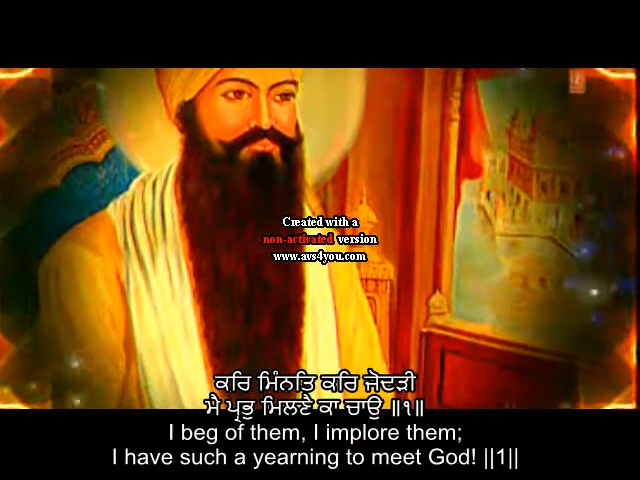 Created with a
non-activated version
www.avs4you.com
ਕਰਿ ਮਿੰਨਤਿ ਕਰਿ ਜੋਦੜੀ
ਮੈ ਪ੍ਰਭੁ ਮਿਲਣੈ ਕਾ ਚਾਉ ॥੧॥
I beg of them, I implore them;
I have such a yearning to meet God! ||1||